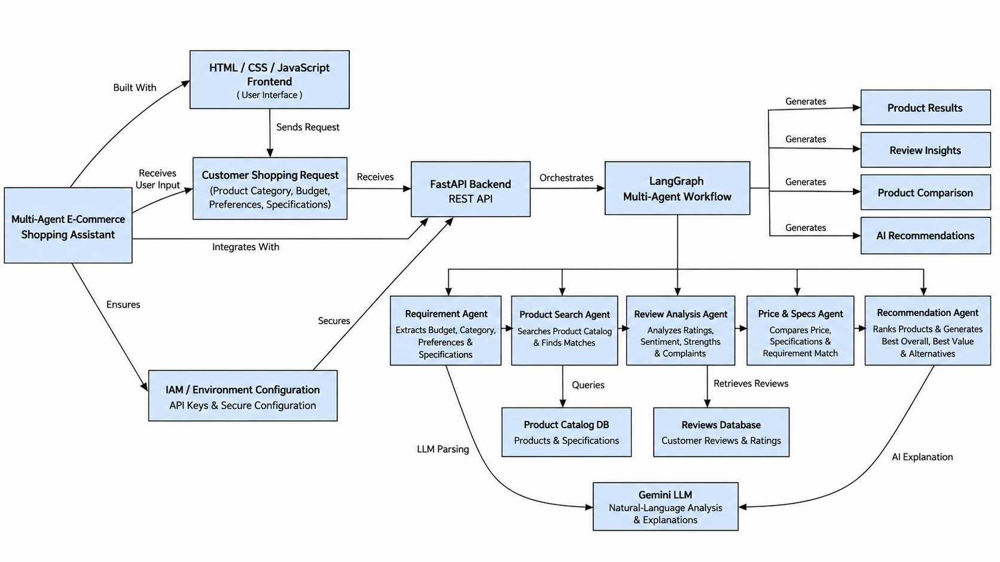 HTML / CSS / JavaScript
Frontend
( User Interface )
Built With
Sends Request
Receives
User Input
Customer Shopping Request
(Product Category, Budget,
Preferences, Specifications)
Receives
FastAPI Backend
REST API
Orchestrates
LangGraph
Multi-Agent Workflow
Generates
Product Results
Generates
Review Insights
Generates
Product Comparison
Generates
AI Recommendations
Multi-Agent E-Commerce
Shopping Assistant
Integrates With
Ensures
Secures
IAM / Environment Configuration
API Keys & Secure Configuration
Requirement Agent
Extracts Budget, Category,
Preferences &
Specifications
Product Search Agent
Searches Product Catalog
& Finds Matches
Review Analysis Agent
Analyzes Ratings,
Sentiment, Strengths
& Complaints
Price & Specs Agent
Compares Price,
Specifications &
Requirement Match
Recommendation Agent
Ranks Products & Generates
Best Overall, Best Value
& Alternatives
Queries
Retrieves Reviews
Product Catalog DB
Products & Specifications
Reviews Database
Customer Reviews & Ratings
LLM Parsing
AI Explanation
Gemini LLM
Natural-Language Analysis
& Explanations